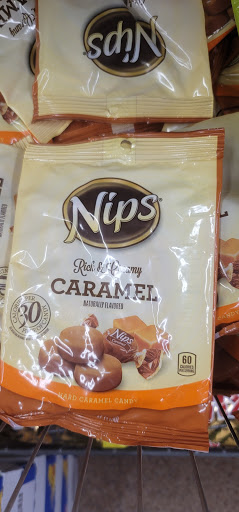 Nips
Nips
Rich & Creamy
CARAMEL
NATURALLY FLAVORED
30
Nips
60
CALORIES
HARD CARAMEL CANDY